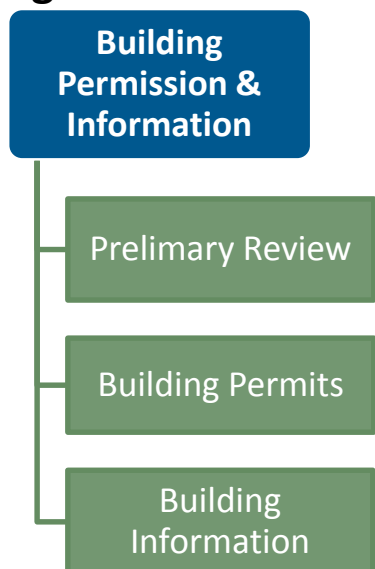 Building
Permission &
Information
Prelimary Review
Building Permits
Building
Information